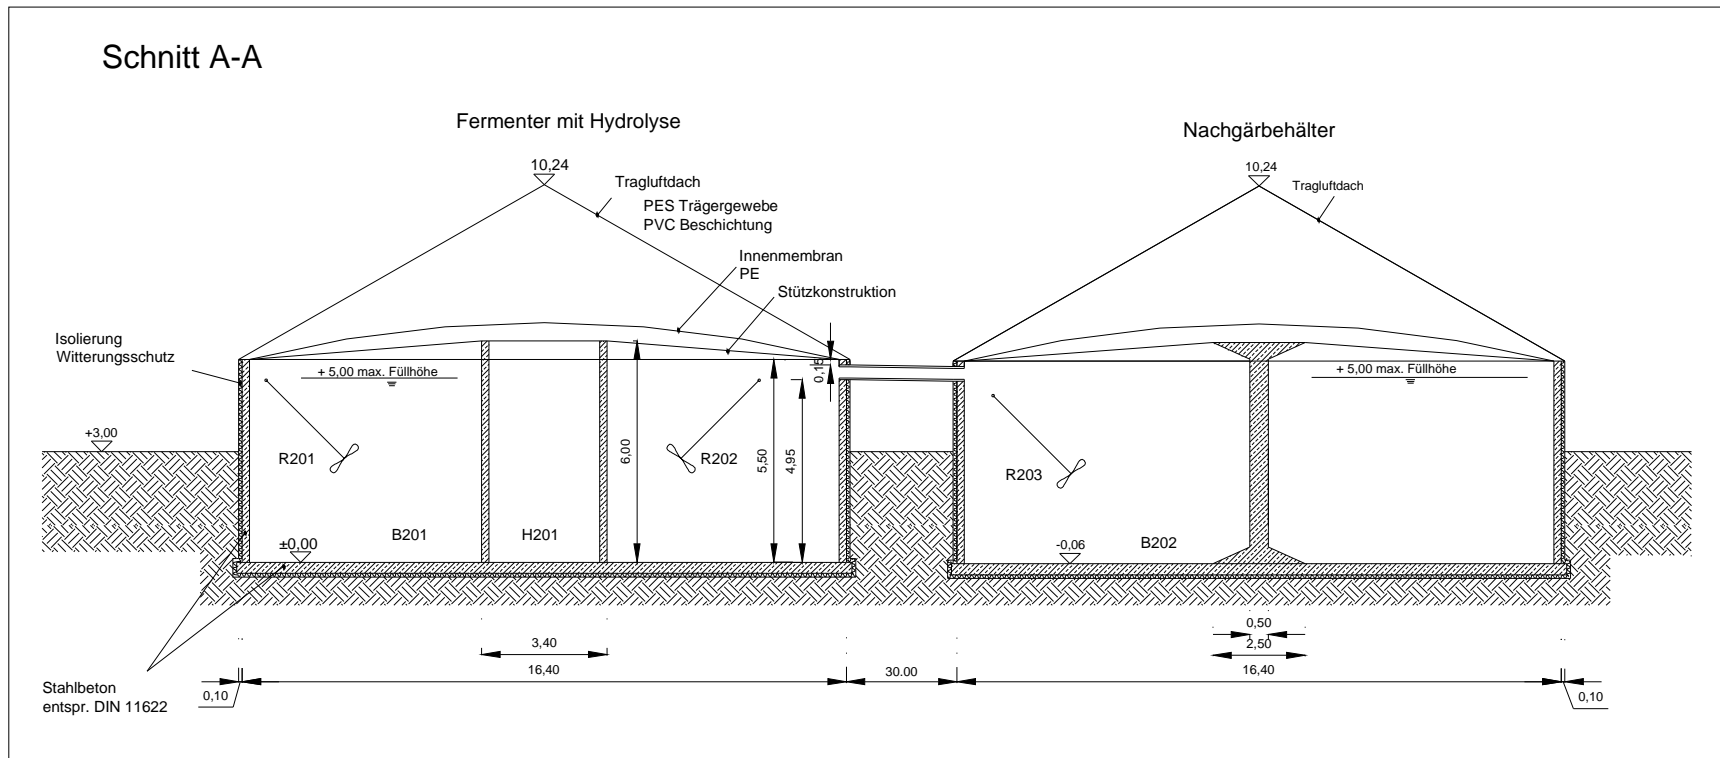 Schnitt A-A
Fermenter mit Hydrolyse
Nachgärbehälter
10,24
Tragluftdach
PES Trägergewebe
PVC Beschichtung
Innenmembran
PE
Stützkonstruktion
10,24
Tragluftdach
Isolierung
Witterungsschutz
+ 5,00 max. Füllhöhe
0,15
+ 5,00 max. Füllhöhe
+3,00
R201
6,00
R202
5,50
4,95
R203
±0,00
B201
H201
-0,06
B202
3,40
0,50
2,50
16,40
30.00
16,40
Stahlbeton
entspr. DIN 11622
0,10
0,10